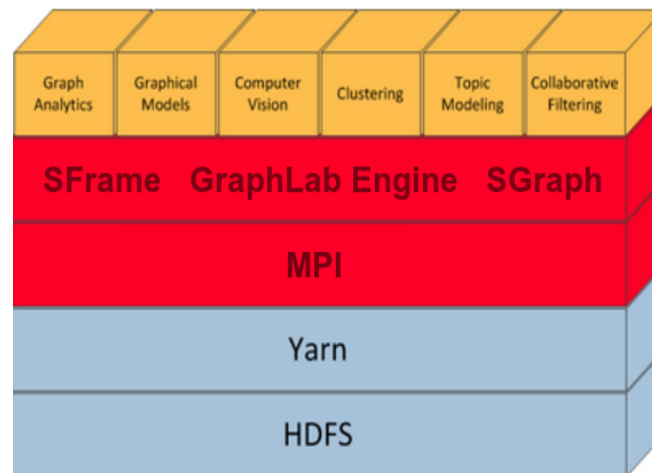 Graph
Analytics
Graphical
Models
Computer
Vision
Clustering
Topic
Modeling
Collaborative
Filtering
SFrame GraphLab Engine SGraph
MPI
Yarn
HDFS